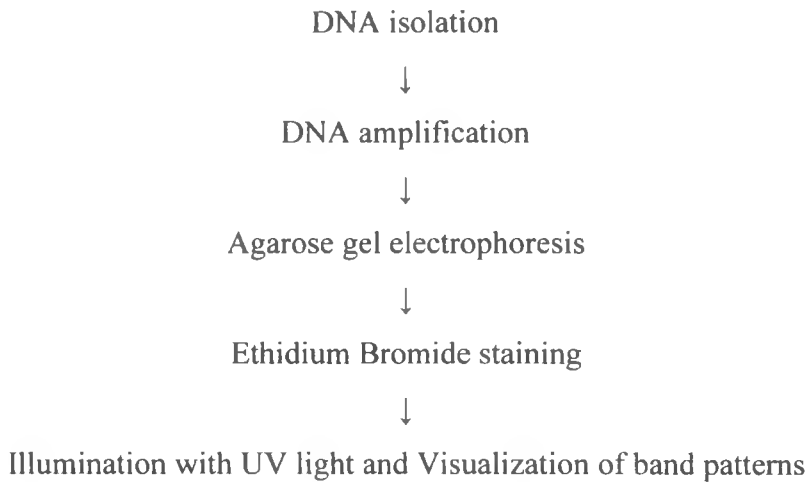 DNA isolation
↓
DNA amplification
↓
Agarose gel electrophoresis
↓
Ethidium Bromide staining
↓
Illumination with UV light and Visualization of band patterns